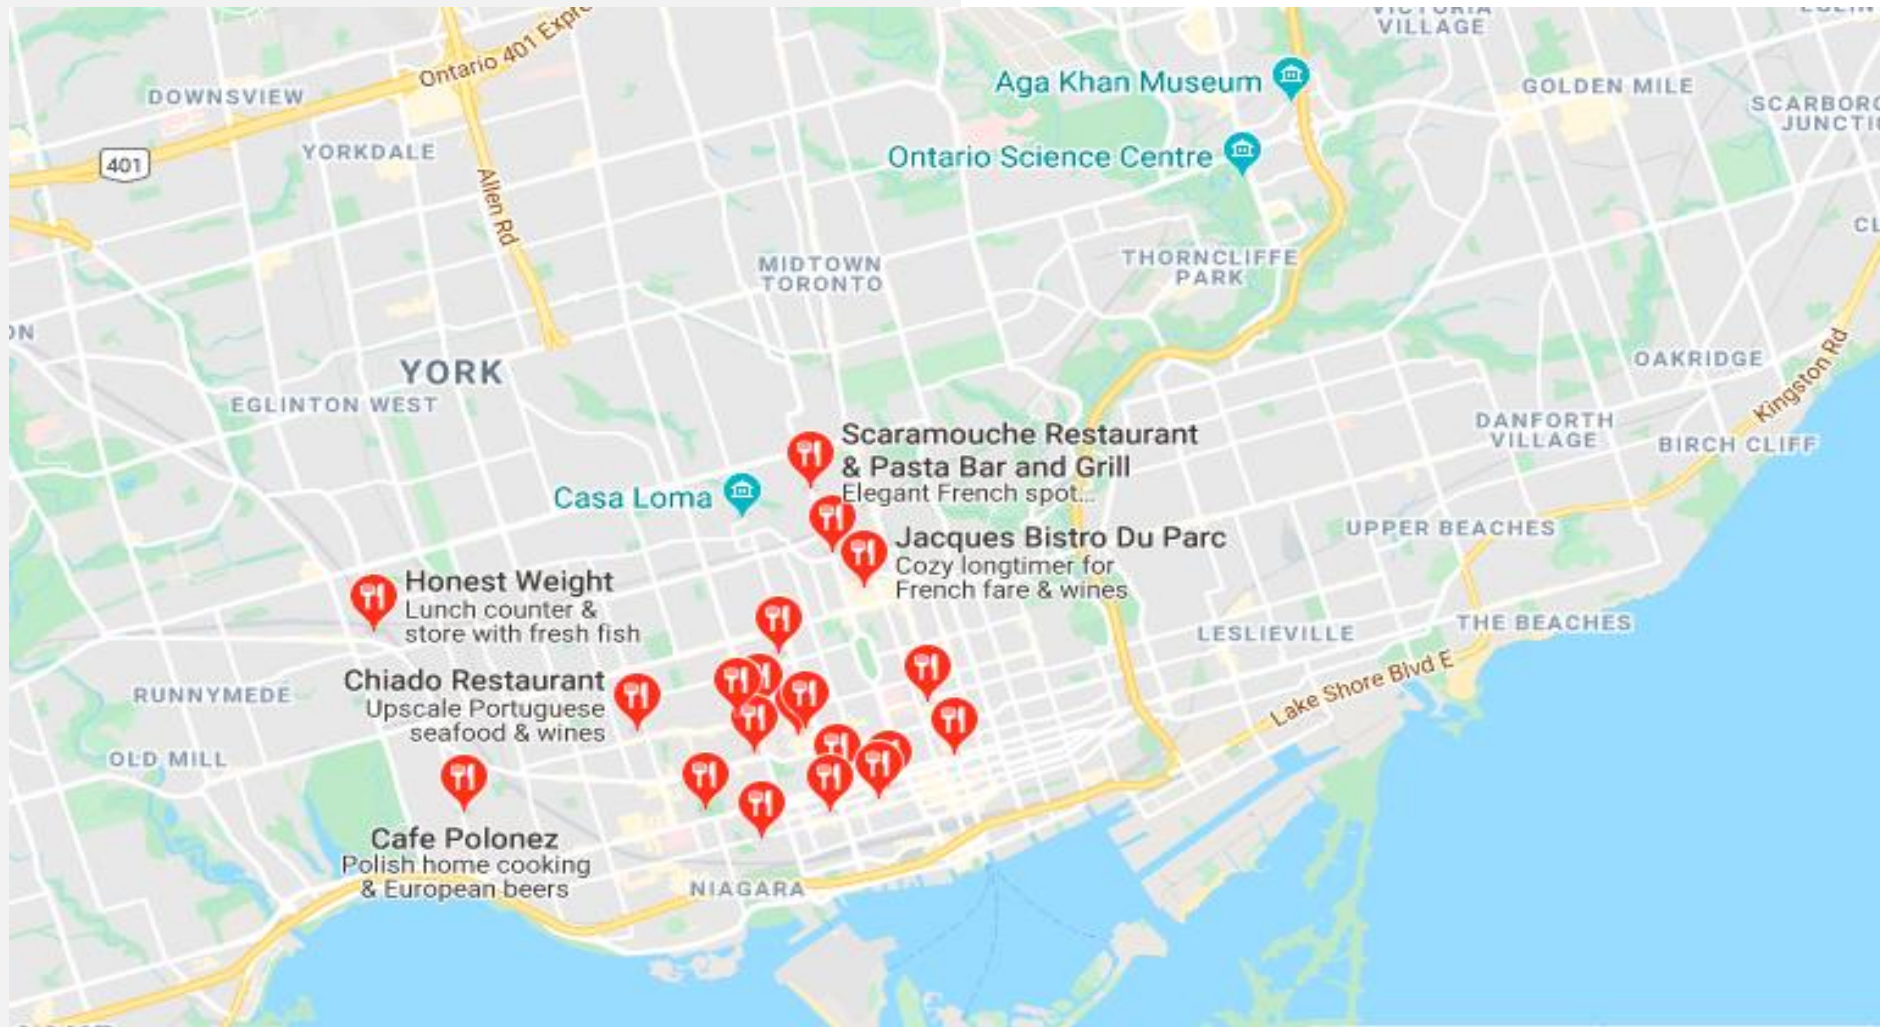 VICTORIA
VILLAGE
Ontario 401 Expre
Aga Khan Museum
GOLDEN MILE
DOWNSVIEW
SCARBORO
JUNCTIO
YORKDALE
401
Ontario Science Centre
Allen Rd
CL
MIDTOWN
TORONTO
THORNCLIFFE
PARK
ON
YORK
OAKRIDGE
Kingston Rd
EGLINTON WEST
DANFORTH
VILLAGE
BIRCH CLIFF
Scaramouche Restaurant
& Pasta Bar and Grill
Elegant French spot...
Casa Loma
UPPER BEACHES
Jacques Bistro Du Parc
Cozy longtimer for
French fare & wines
Honest Weight
Lunch counter &
store with fresh fish
LESLIEVILLE
THE BEACHES
Chiado Restaurant
Upscale Portuguese
seafood & wines
RUNNYMEDE
Lake Shore Blvd E
OLD MILL
Cafe Polonez
Polish home cooking
& European beers
NIAGARA